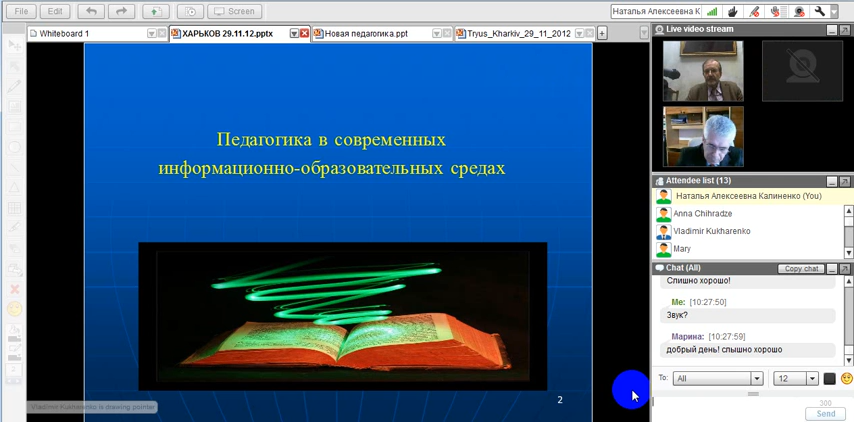 File Edit Screen Наталья Алексеевна К
Whiteboard 1 ХАРЬКОВ 29.11.12.pptx Новая педагогика.ppt Tryus_Kharkiv_29_11_2012
Live video stream
Педагогика в современных
информационно-образовательных средах
2
Vladimir Kukharenko is drawing pointer
Attendee list (13)
Наталья Алексеевна Калиненко (You)
Anna Chihradze
Vladimir Kukharenko
Mary
Chat (All) Copy chat
Слишно хорошо!
Me: [10:27:50]
Звук?
Марина: [10:27:59]
добрый день! слышно хорошо
To: All 12
300
Send